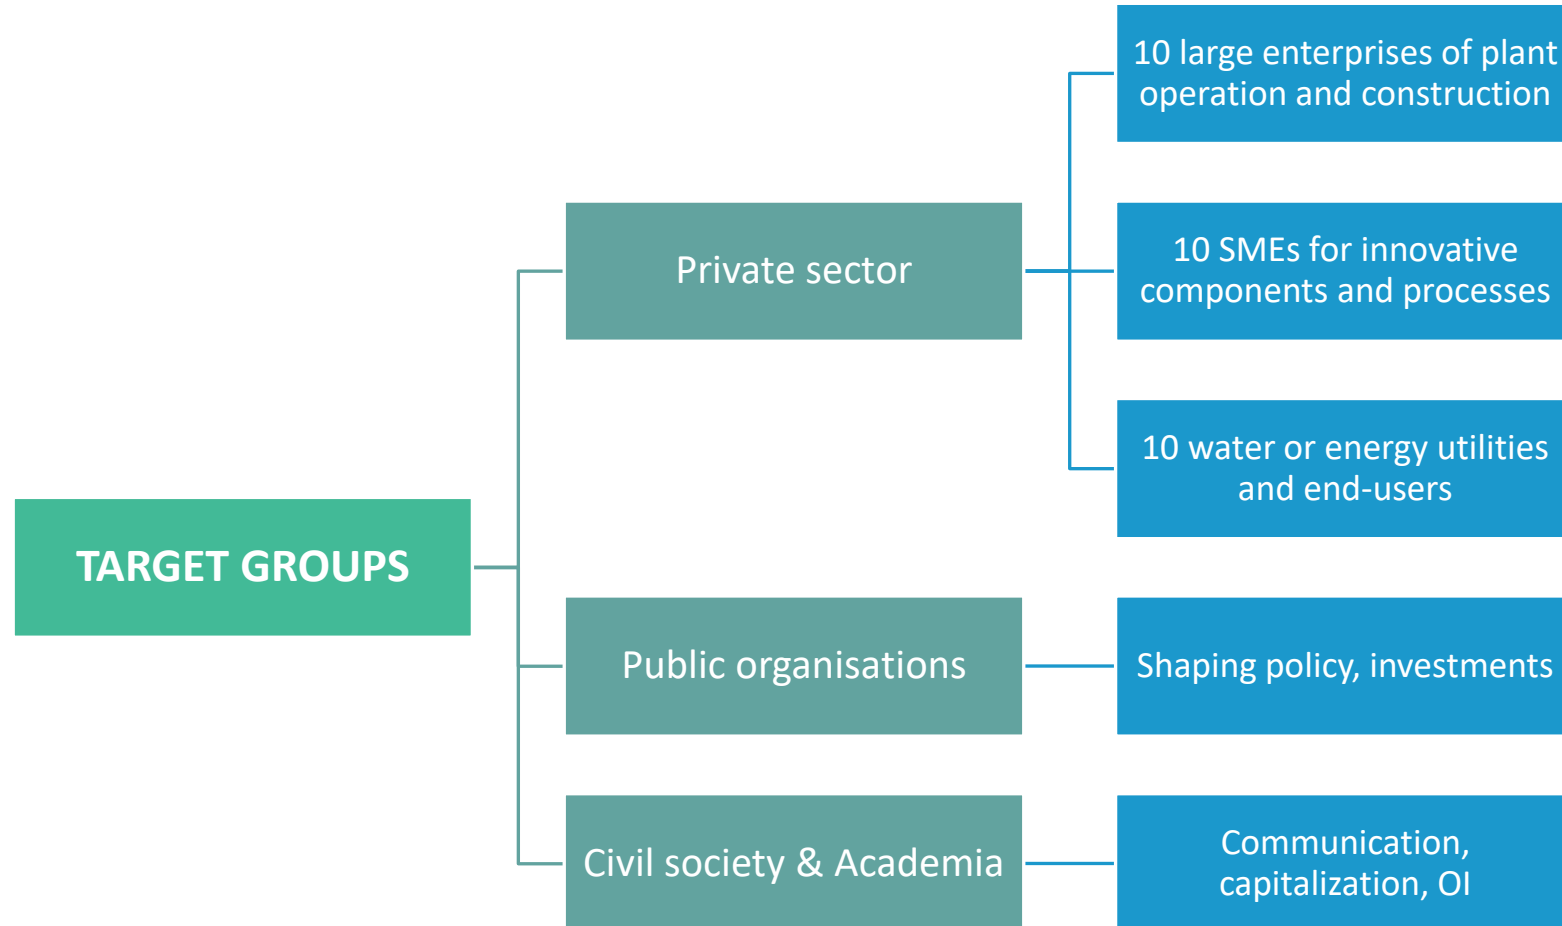 TARGET GROUPS
Private sector
10 large enterprises of plant
operation and construction
10 SMEs for innovative
components and processes
10 water or energy utilities
and end-users
Public organisations
Shaping policy, investments
Civil society & Academia
Communication,
capitalization, OI